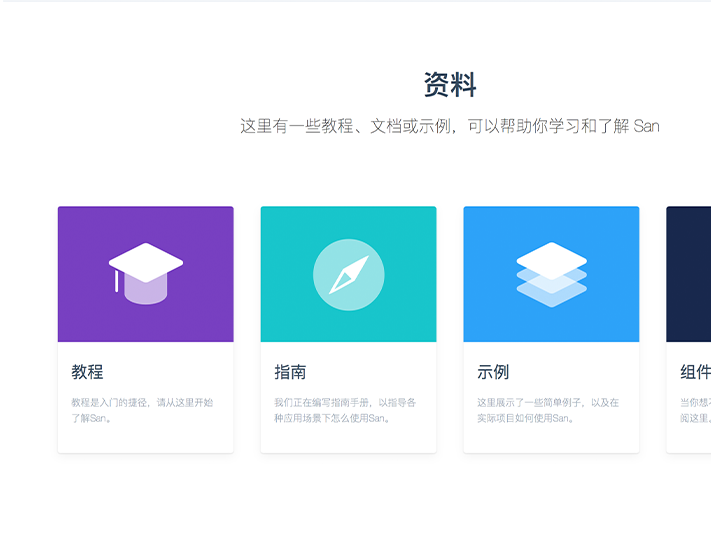 资料
这里有一些教程、文档或示例，可以帮助你学习和了解 San
教程
教程是入门的捷径，请从这里开始
了解San。
指南
我们正在编写指南手册，以指导各
种应用场景下怎么使用San。
示例
这里展示了一些简单例子，以及在
实际项目如何使用San。
组件
当你想
阅这里